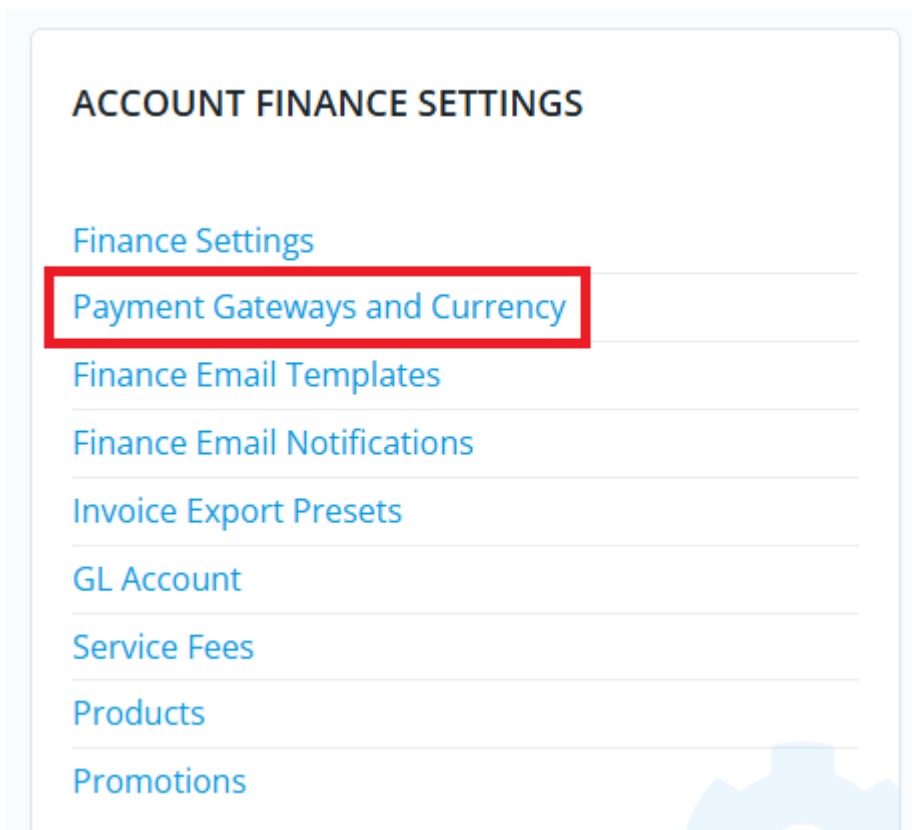 ACCOUNT FINANCE SETTINGS
Finance Settings
Payment Gateways and Currency
Finance Email Templates
Finance Email Notifications
Invoice Export Presets
GL Account
Service Fees
Products
Promotions